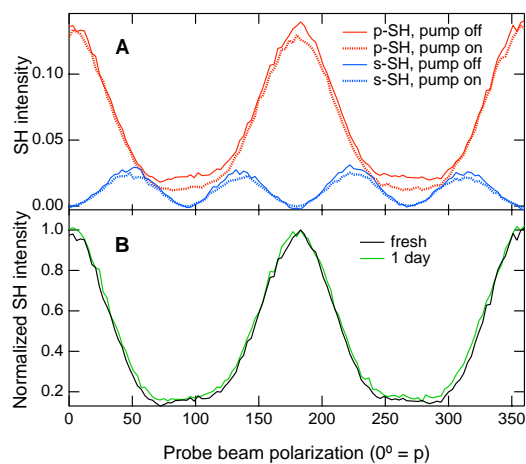 A
p-SH, pump off
p-SH, pump on
s-SH, pump off
s-SH, pump on
SH intensity
0.10
0.05
0.00
B
fresh
1 day
Normalized SH intensity
1.0
0.8
0.6
0.4
0.2
0 50 100 150 200 250 300 350
Probe beam polarization (0º = p)